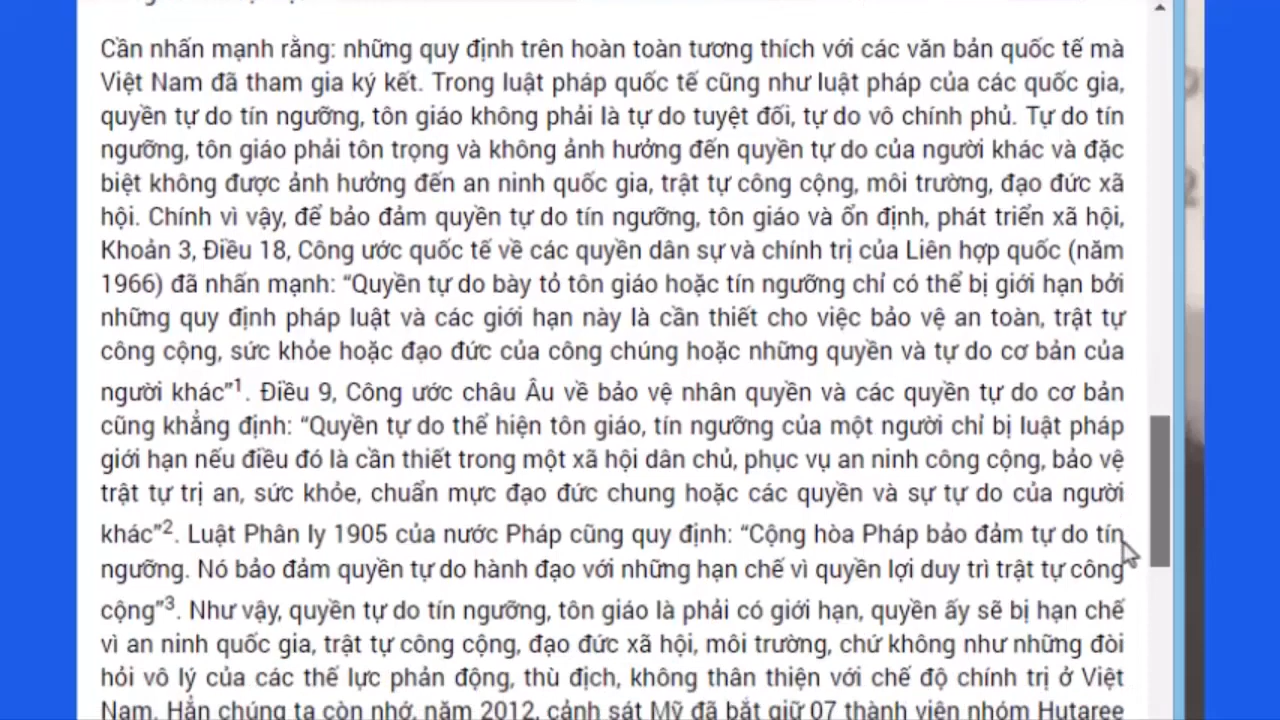 Cần nhấn mạnh rằng: những quy định trên hoàn toàn tương thích với các văn bản quốc tế mà
Việt Nam đã tham gia ký kết. Trong luật pháp quốc tế cũng như luật pháp của các quốc gia,
quyền tự do tín ngưỡng, tôn giáo không phải là tự do tuyệt đối, tự do vô chính phủ. Tự do tín
ngưỡng, tôn giáo phải tôn trọng và không ảnh hưởng đến quyền tự do của người khác và đặc
biệt không được ảnh hưởng đến an ninh quốc gia, trật tự công cộng, môi trường, đạo đức xã
hội. Chính vì vậy, để bảo đảm quyền tự do tín ngưỡng, tôn giáo và ổn định, phát triển xã hội,
Khoản 3, Điều 18, Công ước quốc tế về các quyền dân sự và chính trị của Liên hợp quốc (năm
1966) đã nhấn mạnh: “Quyền tự do bày tỏ tôn giáo hoặc tín ngưỡng chỉ có thể bị giới hạn bởi
những quy định pháp luật và các giới hạn này là cần thiết cho việc bảo vệ an toàn, trật tự
công cộng, sức khỏe hoặc đạo đức của công chúng hoặc những quyền và tự do cơ bản của
người khác”1. Điều 9, Công ước châu Âu về bảo vệ nhân quyền và các quyền tự do cơ bản
cũng khẳng định: “Quyền tự do thể hiện tôn giáo, tín ngưỡng của một người chỉ bị luật pháp
giới hạn nếu điều đó là cần thiết trong một xã hội dân chủ, phục vụ an ninh công cộng, bảo vệ
trật tự trị an, sức khỏe, chuẩn mực đạo đức chung hoặc các quyền và sự tự do của người
khác”2. Luật Phân ly 1905 của nước Pháp cũng quy định: “Cộng hòa Pháp bảo đảm tự do tín
ngưỡng. Nó bảo đảm quyền tự do hành đạo với những hạn chế vì quyền lợi duy trì trật tự công
cộng”3. Như vậy, quyền tự do tín ngưỡng, tôn giáo là phải có giới hạn, quyền ấy sẽ bị hạn chế
vì an ninh quốc gia, trật tự công cộng, đạo đức xã hội, môi trường, chứ không như những đòi
hỏi vô lý của các thế lực phản động, thù địch, không thân thiện với chế độ chính trị ở Việt
Nam. Hẳn chúng ta còn nhớ, năm 2012, cảnh sát Mỹ đã bắt giữ 07 thành viên nhóm Hutaree